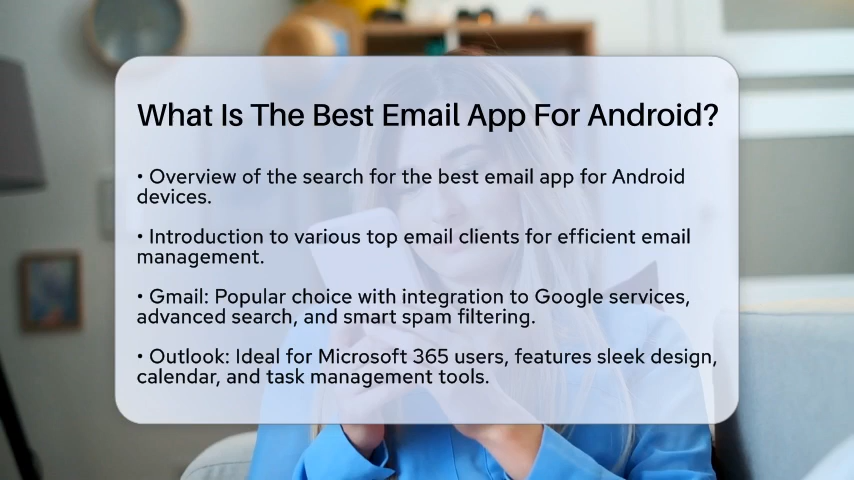 What Is The Best Email App For Android?
• Overview of the search for the best email app for Android
devices.
• Introduction to various top email clients for efficient email
management.
• Gmail: Popular choice with integration to Google services,
advanced search, and smart spam filtering.
• Outlook: Ideal for Microsoft 365 users, features sleek design,
calendar, and task management tools.